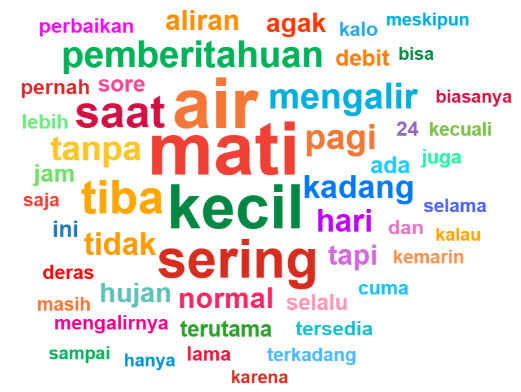 perbaikan aliran agak kalo meskipun
pemberitahuan debit bisa
pernah sore saat air mengalir biasanya
lebih tanpa mati pagi 24 kecuali
jam ada juga
saja tiba kecil kadang selama
ini tidak hari dan kalau
deras sering tapi kemarin
masih hujan normal selalu cuma
mengalirnya terutama tersedia
sampai hanya lama terkadang
karena